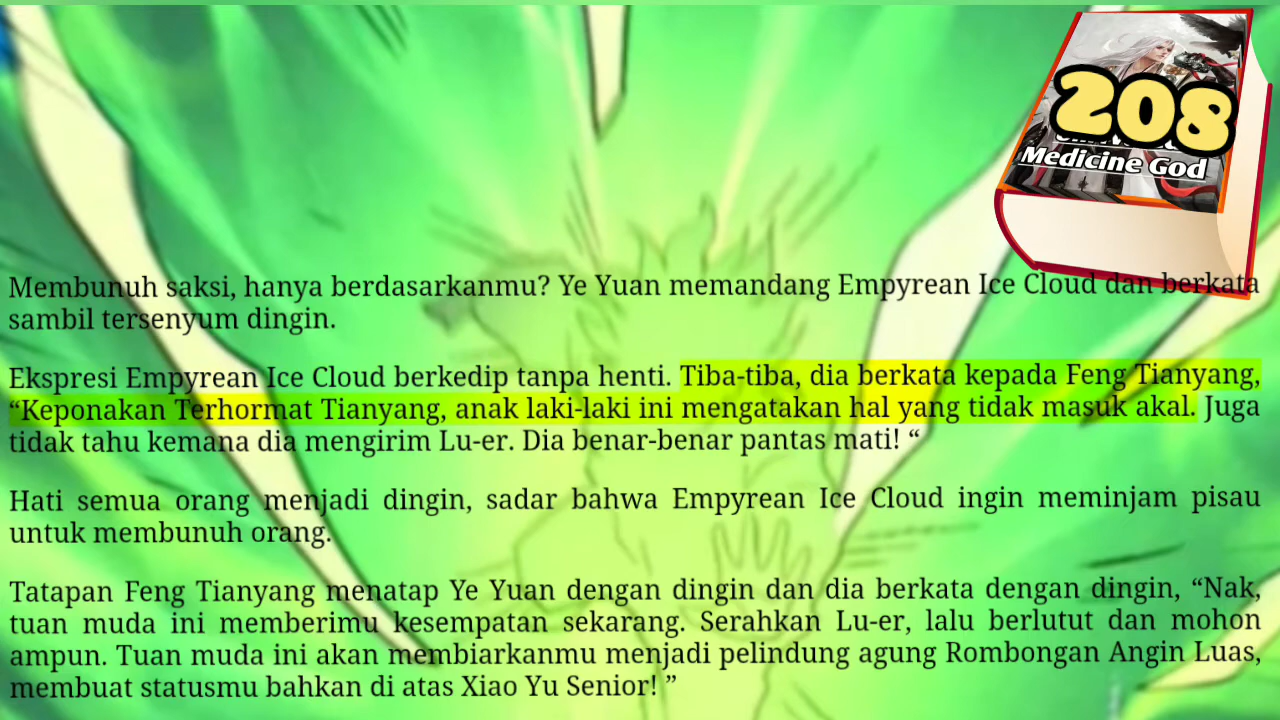 208
Medicine God
Membunuh saksi, hanya berdasarkanmu? Ye Yuan memandang Empyrean Ice Cloud dan berkata
sambil tersenyum dingin.
Ekspresi Empyrean Ice Cloud berkedip tanpa henti. Tiba-tiba, dia berkata kepada Feng Tianyang,
“Keponakan Terhormat Tianyang, anak laki-laki ini mengatakan hal yang tidak masuk akal. Juga
tidak tahu kemana dia mengirim Lu-er. Dia benar-benar pantas mati! “
Hati semua orang menjadi dingin, sadar bahwa Empyrean Ice Cloud ingin meminjam pisau
untuk membunuh orang.
Tatapan Feng Tianyang menatap Ye Yuan dengan dingin dan dia berkata dengan dingin, “Nak,
tuan muda ini memberimu kesempatan sekarang. Serahkan Lu-er, lalu berlutut dan mohon
ampun. Tuan muda ini akan membiarkanmu menjadi pelindung agung Rombongan Angin Luas,
membuat statusmu bahkan di atas Xiao Yu Senior! ”